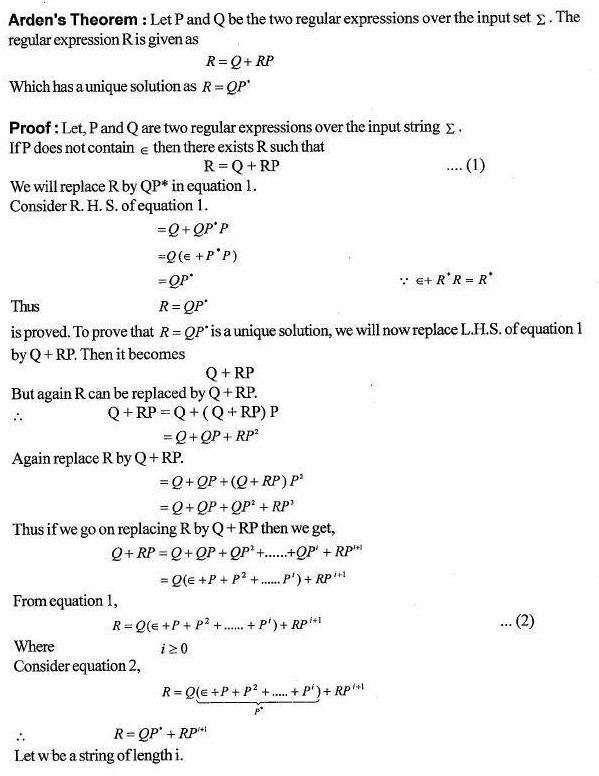 Arden's Theorem : Let P and Q be the two regular expressions over the input set Σ . The
regular expression R is given as
R = Q + RP
Which has a unique solution as R = QP*
Proof : Let, P and Q are two regular expressions over the input string Σ .
If P does not contain ∈ then there exists R such that
R = Q + RP .... (1)
We will replace R by QP* in equation 1.
Consider R. H. S. of equation 1.
= Q + QP* P
= Q (∈ + P* P)
= QP* ∵ ∈ + R* R = R*
Thus R = QP*
is proved. To prove that R = QP* is a unique solution, we will now replace L.H.S. of equation 1
by Q + RP. Then it becomes
Q + RP
But again R can be replaced by Q + RP.
∴ Q + RP = Q + ( Q + RP) P
= Q + QP + RP²
Again replace R by Q + RP.
= Q + QP + (Q + RP) P²
= Q + QP + QP² + RP³
Thus if we go on replacing R by Q + RP then we get,
Q + RP = Q + QP + QP² + ...... + QPⁱ + RPⁱ⁺¹
= Q(∈ + P + P² + ...... Pⁱ) + RPⁱ⁺¹
From equation 1,
R = Q(∈ + P + P² + ...... + Pⁱ) + RPⁱ⁺¹ ... (2)
Where i ≥ 0
Consider equation 2,
R = Q(∈ + P + P² + ..... + Pⁱ) + RPⁱ⁺¹
P*
∴ R = QP* + RPⁱ⁺¹
Let w be a string of length i.